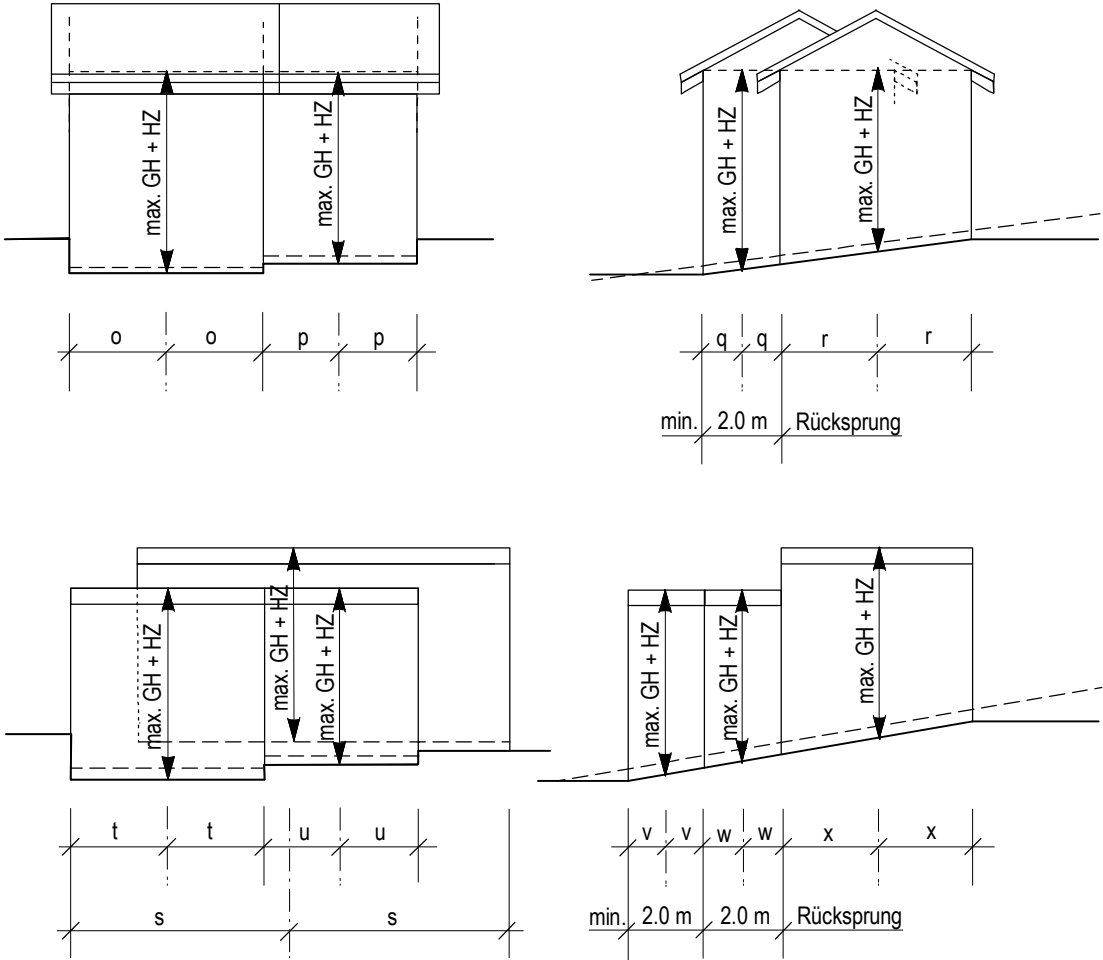 max. GH + HZ
max. GH + HZ
o o p p
max. GH + HZ
max. GH + HZ
q q r r
min. 2.0 m Rücksprung
max. GH + HZ
max. GH + HZ
max. GH + HZ
t t u u
s s
max. GH + HZ
max. GH + HZ
max. GH + HZ
v v w w x x
min. 2.0 m 2.0 m Rücksprung